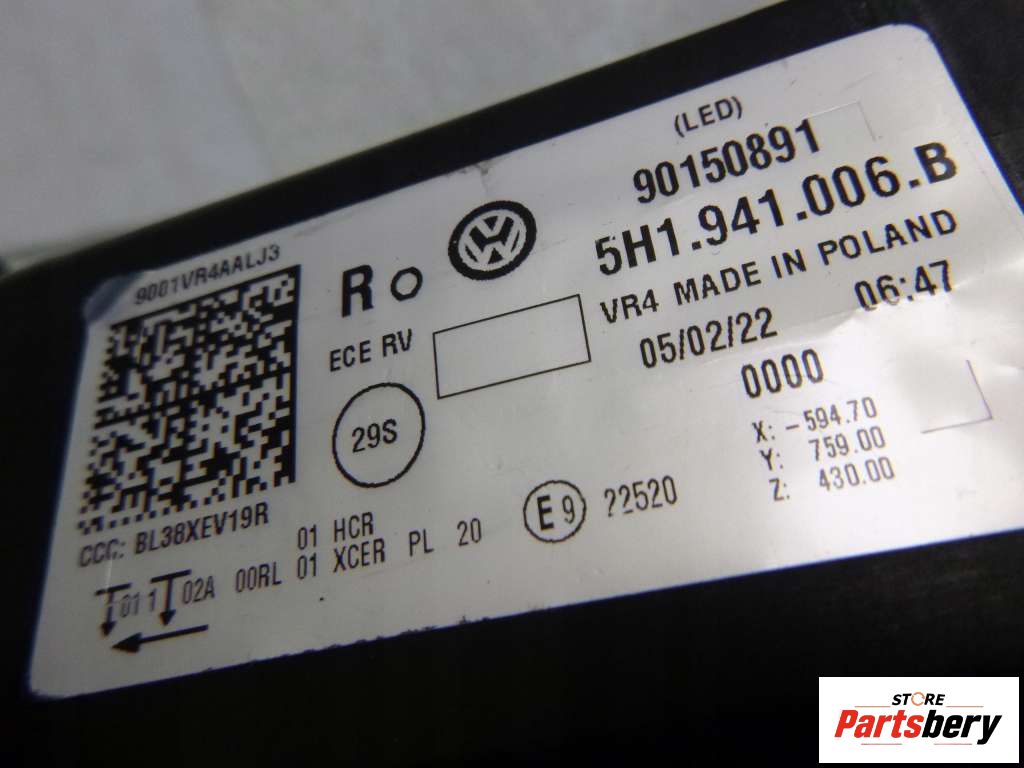 (LED)
90150891
5H1.941.006.B
VR4 MADE IN POLAND
05/02/22 06:47
0000
X: -594.70
Y: 759.00
Z: 430.00
9001VR4AALJ3
R
ECE RV
29S
CCC: BL38XEV19R
01 HCR
01 1 02A 00RL 01 XCER PL 20
E9 22520
STORE
Partsbery